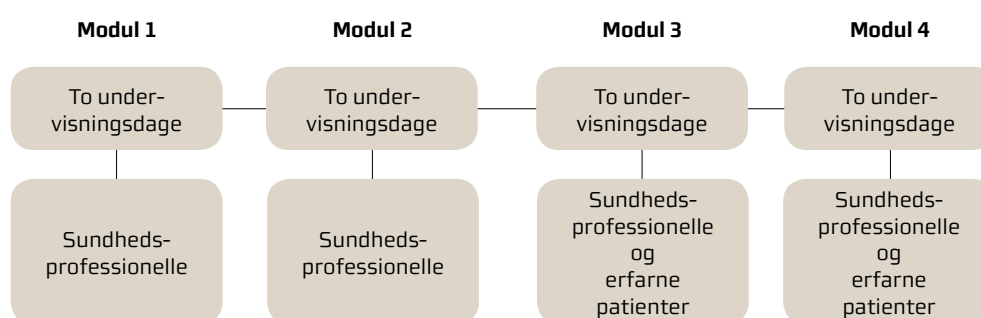 Modul 1
Modul 2
Modul 3
Modul 4
To under-
visningsdage
To under-
visningsdage
To under-
visningsdage
To under-
visningsdage
Sundheds-
professionelle
Sundheds-
professionelle
Sundheds-
professionelle
og
erfarne
patienter
Sundheds-
professionelle
og
erfarne
patienter